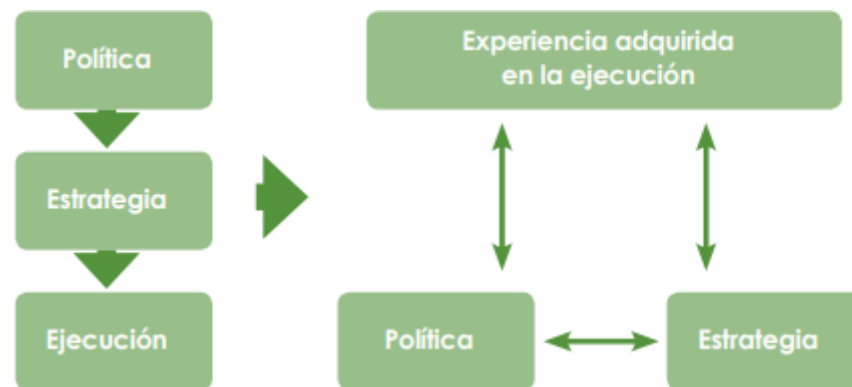 Política
Estrategia
Ejecución
Experiencia adquirida
en la ejecución
Política
Estrategia